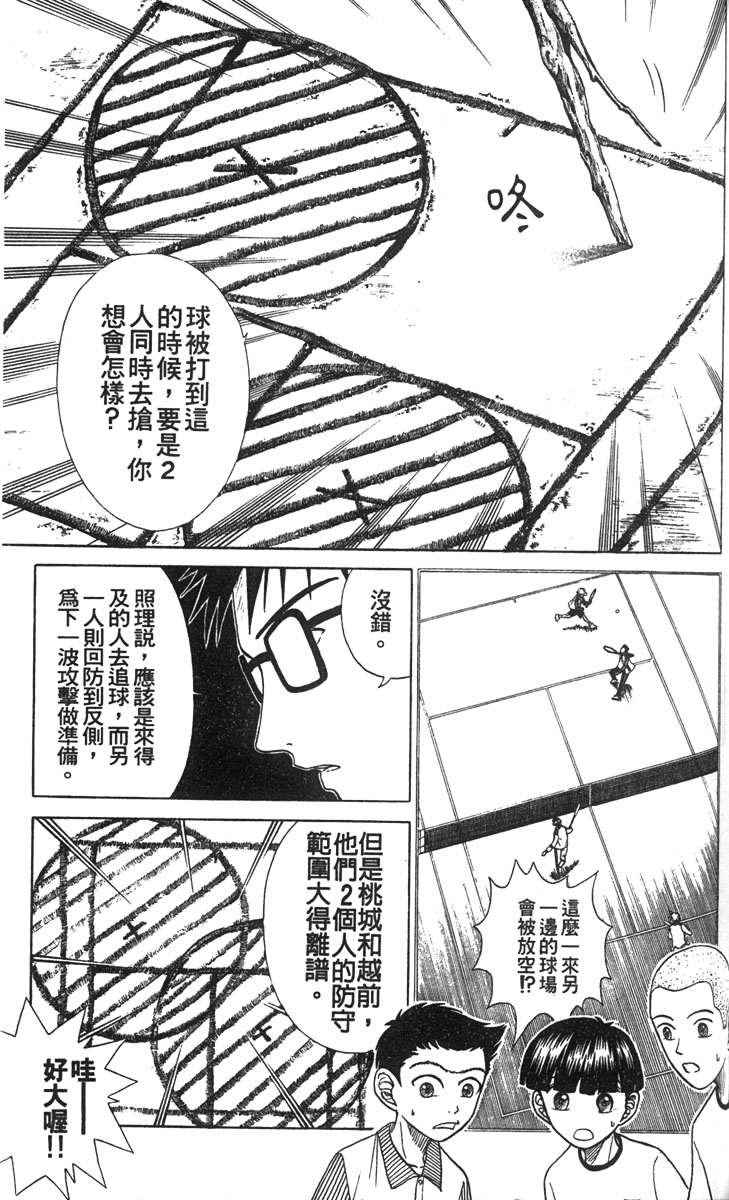 咚
球被打到這
的時候，要是2
人同時去搶，你
想會怎樣？
這麼一來另
一邊的球場
會被放空!?
沒錯。
照理說，應該是來得
及的人去追球，而另
一人則回防到反側，
為下一波攻擊做準備。
但是桃城和越前，
他們2個人的防守
範圍大得離譜。
哇——
好大喔!!